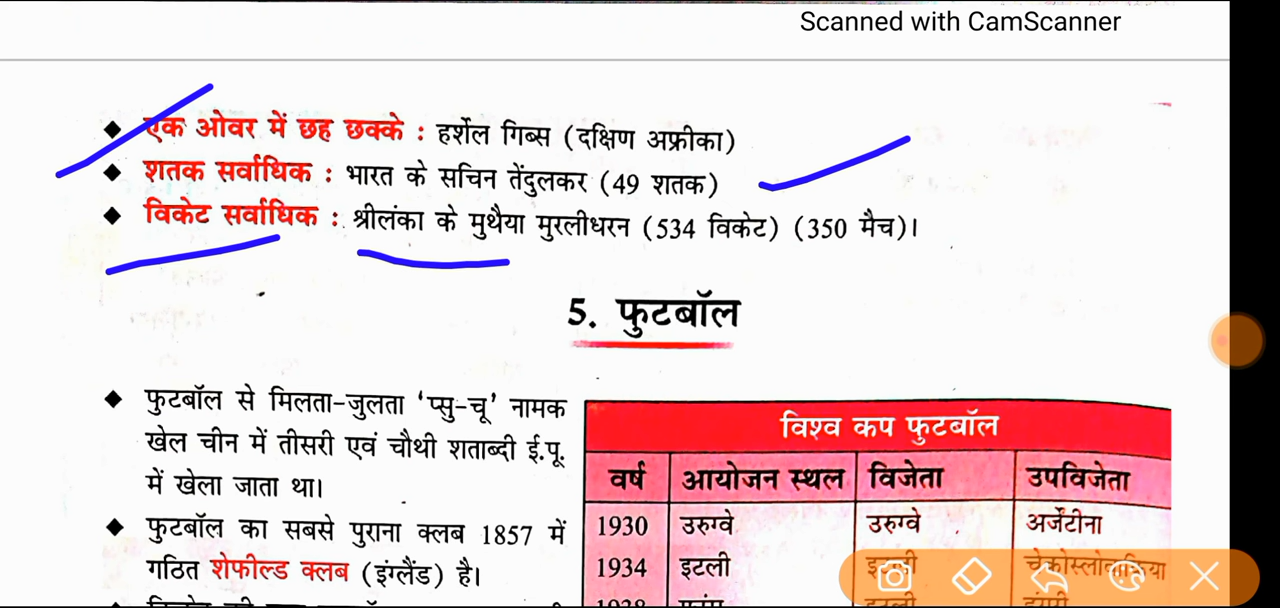 Scanned with CamScanner
◆ एक ओवर में छह छक्के : हर्शेल गिब्स (दक्षिण अफ्रीका)
◆ शतक सर्वाधिक : भारत के सचिन तेंदुलकर (49 शतक)
◆ विकेट सर्वाधिक : श्रीलंका के मुथैया मुरलीधरन (534 विकेट) (350 मैच)।
5. फुटबॉल
◆ फुटबॉल से मिलता-जुलता ‘प्सु-चू’ नामक
खेल चीन में तीसरी एवं चौथी शताब्दी ई.पू.
में खेला जाता था।
◆ फुटबॉल का सबसे पुराना क्लब 1857 में
गठित शेफील्ड क्लब (इंग्लैंड) है।
विश्व कप फुटबॉल
वर्ष आयोजन स्थल विजेता उपविजेता
1930 उरुग्वे उरुग्वे अर्जेंटीना
1934 इटली इटली चेकोस्लोवाकिया